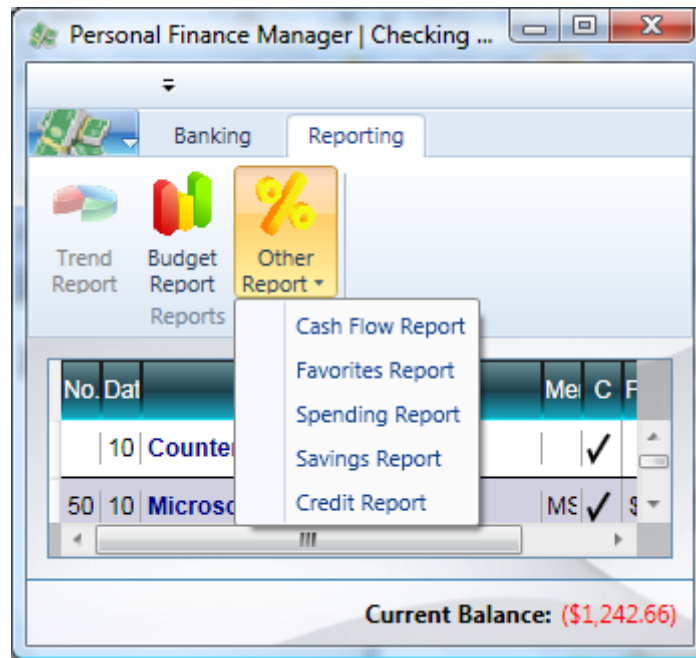 Personal Finance Manager | Checking ...
Banking Reporting
Trend Report
Budget Report
Other Report
Reports
Cash Flow Report
Favorites Report
Spending Report
Savings Report
Credit Report
No. Dat Me C F
10 Counte
50 10 Microso MS $
Current Balance: ($1,242.66)